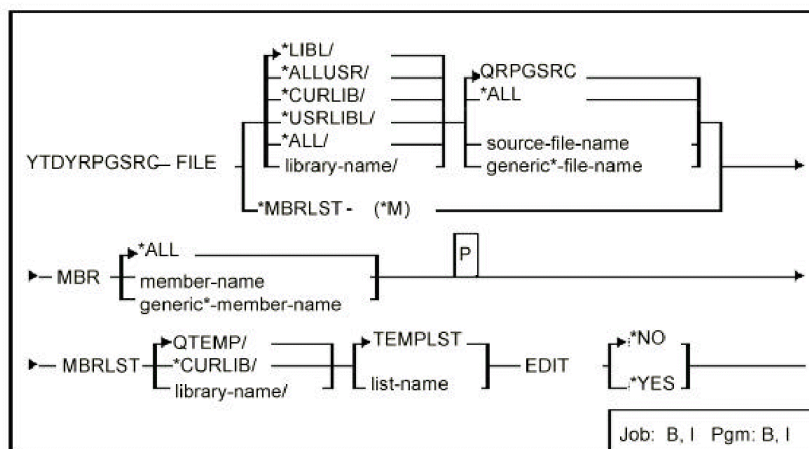 *LIBL/
*ALLUSR/
*CURLIB/
*USRLIBL/
*ALL/
library-name/
QRPGSRC
*ALL
source-file-name
generic*-file-name
YTDYRPGSRC— FILE
*MBRLST - (*M)
MBR
*ALL
member-name
generic*-member-name
P
MBRLST
QTEMP/
*CURLIB/
library-name/
TEMPLST
list-name
EDIT
*NO
*YES
Job: B, I Pgm: B, I